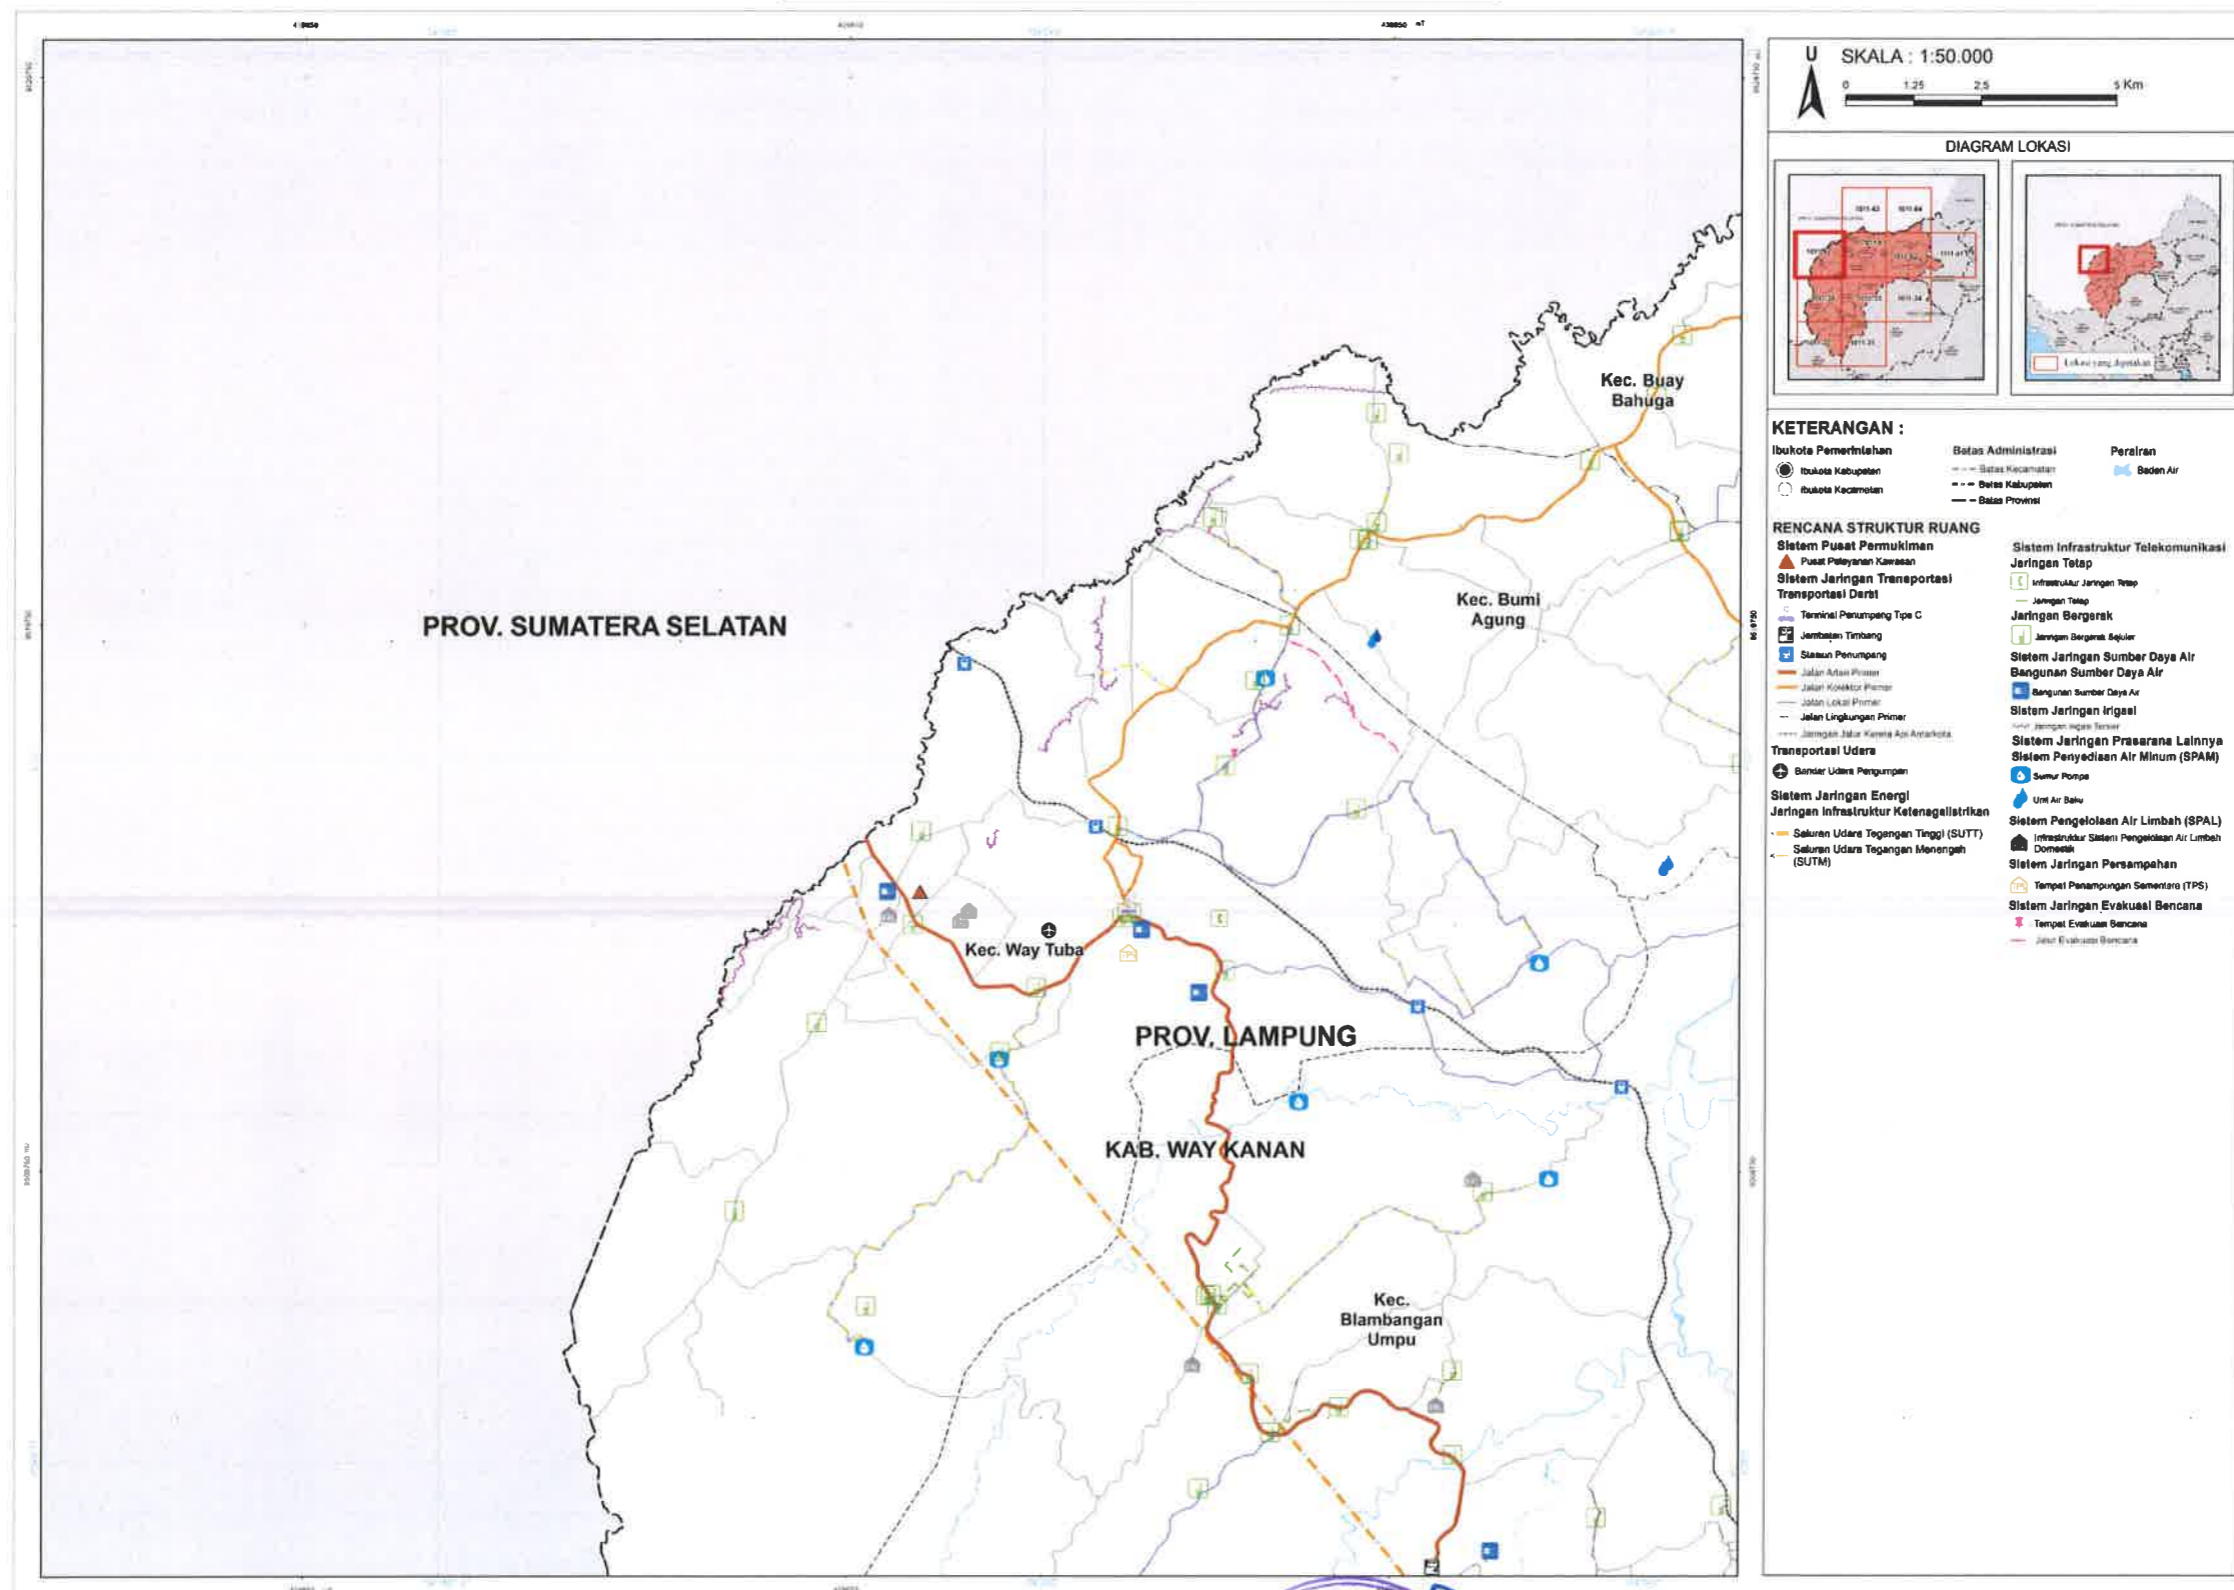 419850
439850 mT
U
SKALA : 1:50.000
0 1.25 2,5 5 Km
DIAGRAM LOKASI
Lokasi yang dipetakan
KETERANGAN :
Ibukota Pemerintahan
Ibukota Kabupaten
Ibukota Kecamatan
Batas Administrasi
Batas Kecamatan
Batas Kabupaten
Batas Provinsi
Perairan
Badan Air
RENCANA STRUKTUR RUANG
Sistem Pusat Permukiman
Pusat Pelayanan Kawasan
Sistem Jaringan Transportasi
Transportasi Darat
Terminal Penumpang Tipe C
Jembatan Timbang
Stasiun Penumpang
Jalan Arteri Primer
Jalan Kolektor Primer
Jalan Lokal Primer
Jalan Lingkungan Primer
Jaringan Jalur Kereta Api Antarkota
Transportasi Udara
Bandar Udara Pengumpan
Sistem Jaringan Energi
Jaringan Infrastruktur Ketenagalistrikan
Saluran Udara Tegangan Tinggi (SUTT)
Saluran Udara Tegangan Menengah
(SUTM)
Sistem Infrastruktur Telekomunikasi
Jaringan Tetap
Infrastruktur Jaringan Tetap
Jaringan Tetap
Jaringan Bergerak
Jaringan Bergerak Seluler
Sistem Jaringan Sumber Daya Air
Bangunan Sumber Daya Air
Bangunan Sumber Daya Air
Sistem Jaringan Irigasi
Jaringan Irigasi Tersier
Sistem Jaringan Prasarana Lainnya
Sistem Penyediaan Air Minum (SPAM)
Sumur Pompa
Unit Air Baku
Sistem Pengelolaan Air Limbah (SPAL)
Infrastruktur Sistem Pengelolaan Air Limbah
Domestik
Sistem Jaringan Persampahan
TPS Tempat Penampungan Sementara (TPS)
Sistem Jaringan Evakuasi Bencana
Tempat Evakuasi Bencana
Jalur Evakuasi Bencana
Kec. Buay
Bahuga
Kec. Bumi
Agung
PROV. SUMATERA SELATAN
Kec. Way Tuba
TPS
PROV. LAMPUNG
KAB. WAY KANAN
Kec.
Blambangan
Umpu